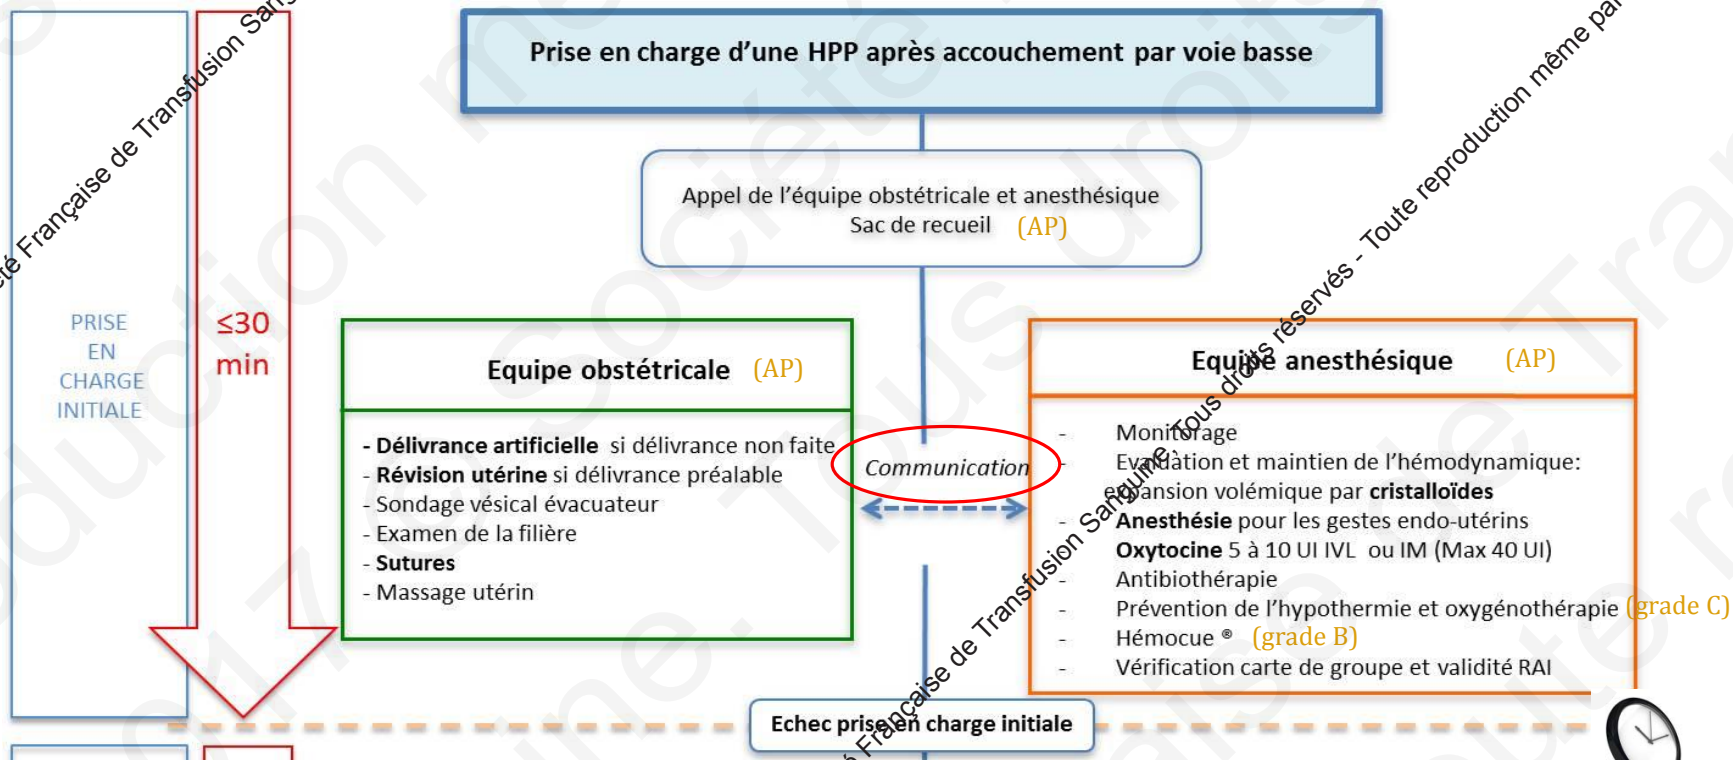 Prise en charge d'une HPP après accouchement par voie basse
Appel de l'équipe obstétricale et anesthésique
Sac de recueil (AP)
PRISE
EN
CHARGE
INITIALE
≤30
min
Equipe obstétricale (AP)
- Délivrance artificielle si délivrance non faite
- Révision utérine si délivrance préalable
- Sondage vésical évacuateur
- Examen de la filière
- Sutures
- Massage utérin
Communication
Equipe anesthésique (AP)
- Monitorage
- Evaluation et maintien de l'hémodynamique:
expansion volémique par cristalloïdes
- Anesthésie pour les gestes endo-utérins
Oxytocine 5 à 10 UI IVL ou IM (Max 40 UI)
- Antibiothérapie
- Prévention de l'hypothermie et oxygénothérapie (grade C)
- Hémocue ® (grade B)
- Vérification carte de groupe et validité RAI
Echec prise en charge initiale
Française de Transfusion
Française de Transfusion Sanguine. Tous droits réservés - Toute reproduction même